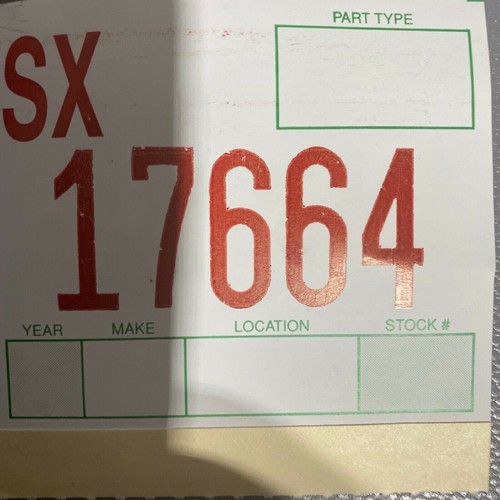 PART TYPE
SX
17664
YEAR MAKE LOCATION STOCK #